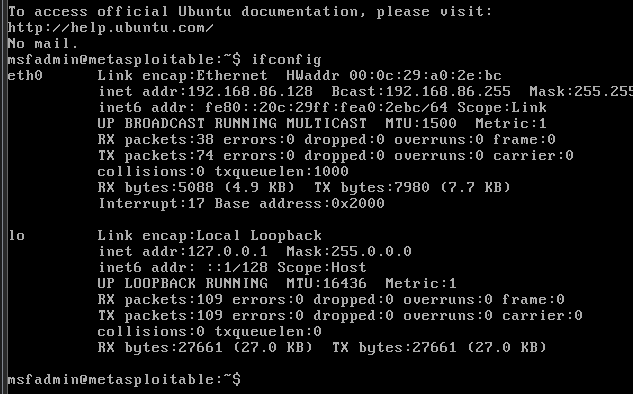 To access official Ubuntu documentation, please visit:
http://help.ubuntu.com/
No mail.
msfadmin@metasploitable:~$ ifconfig
eth0      Link encap:Ethernet  HWaddr 00:0c:29:a0:2e:bc
          inet addr:192.168.86.128  Bcast:192.168.86.255  Mask:255.255
          inet6 addr: fe80::20c:29ff:fea0:2ebc/64 Scope:Link
          UP BROADCAST RUNNING MULTICAST  MTU:1500  Metric:1
          RX packets:38 errors:0 dropped:0 overruns:0 frame:0
          TX packets:74 errors:0 dropped:0 overruns:0 carrier:0
          collisions:0 txqueuelen:1000
          RX bytes:5088 (4.9 KB)  TX bytes:7980 (7.7 KB)
          Interrupt:17 Base address:0x2000

lo        Link encap:Local Loopback
          inet addr:127.0.0.1  Mask:255.0.0.0
          inet6 addr: ::1/128 Scope:Host
          UP LOOPBACK RUNNING  MTU:16436  Metric:1
          RX packets:109 errors:0 dropped:0 overruns:0 frame:0
          TX packets:109 errors:0 dropped:0 overruns:0 carrier:0
          collisions:0 txqueuelen:0
          RX bytes:27661 (27.0 KB)  TX bytes:27661 (27.0 KB)

msfadmin@metasploitable:~$